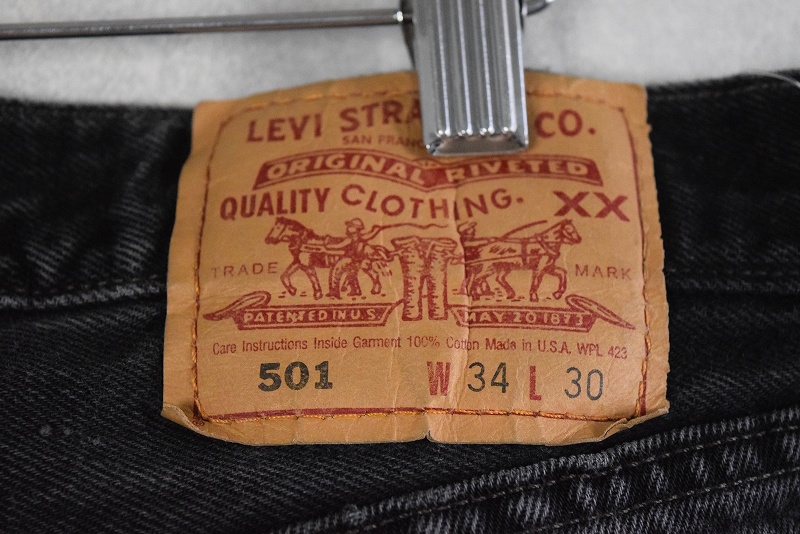 LEVI STRA CO.
SAN FRANC
ORIGINAL RIVETED
QUALITY CLOTHING. XX
TRADE MARK
PATENTED IN U.S. MAY 20 1873
Care Instructions Inside Garment 100% Cotton Made in U.S.A. WPL 423
501 W 34 L 30